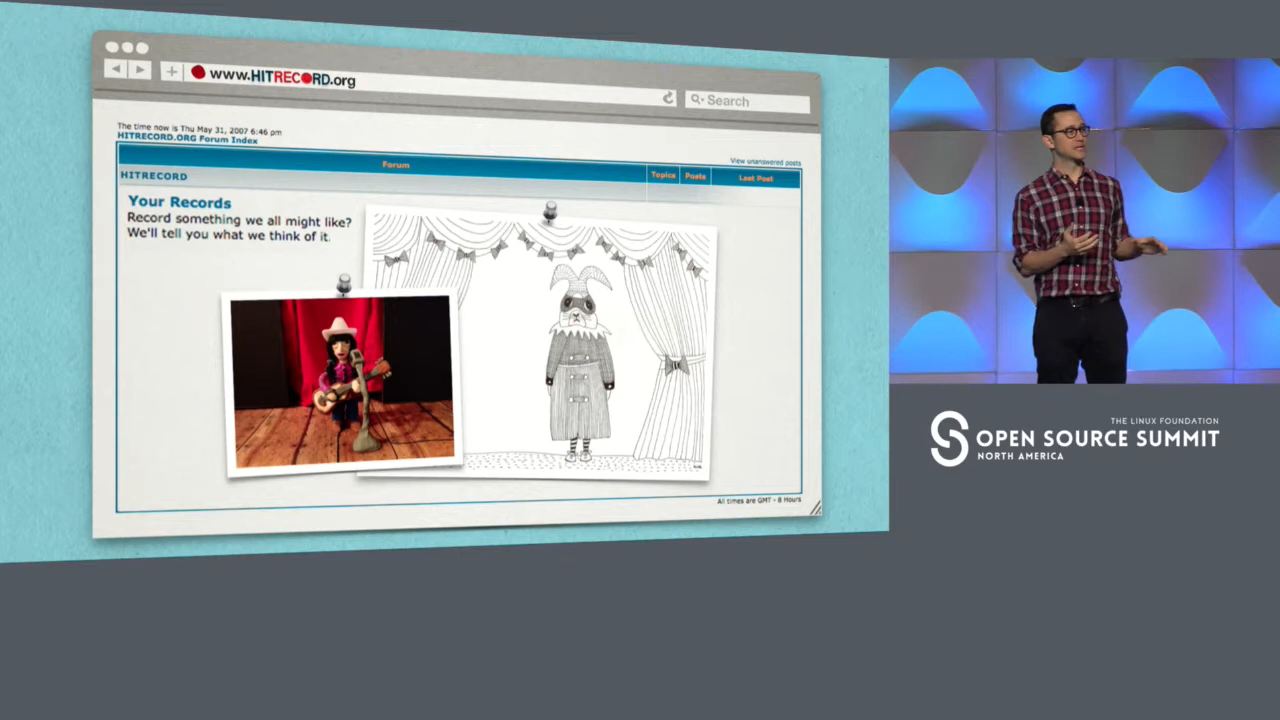 www.HITRECORD.org
Search
The time now is Thu May 31, 2007 6:46 pm
HITRECORD.ORG Forum Index
View unanswered posts
Forum
Topics
Posts
Last Post
HITRECORD
Your Records
Record something we all might like?
We'll tell you what we think of it.
All times are GMT - 8 Hours
THE LINUX FOUNDATION
OPEN SOURCE SUMMIT
NORTH AMERICA